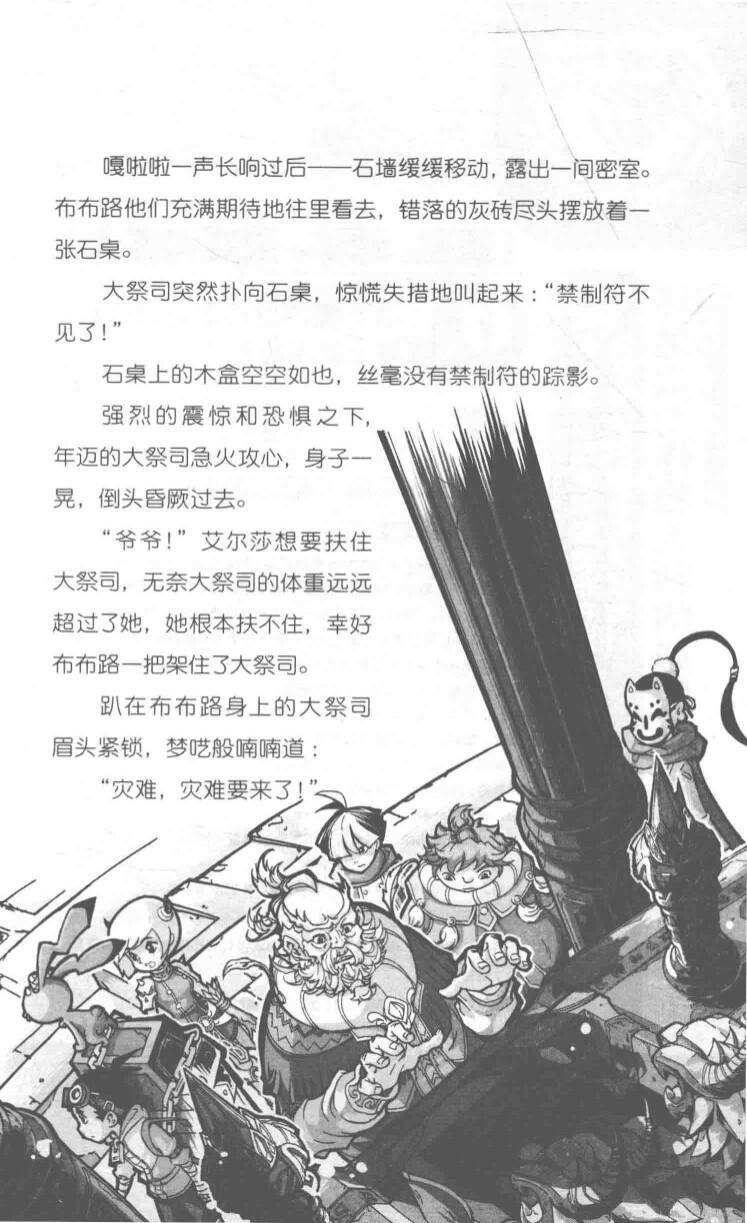 嘎啦啦一声长响过后——石墙缓缓移动，露出一间密室。
布布路他们充满期待地往里看去，错落的灰砖尽头摆放着一
张石桌。
大祭司突然扑向石桌，惊慌失措地叫起来：“禁制符不
见了！”
石桌上的木盒空空如也，丝毫没有禁制符的踪影。
强烈的震惊和恐惧之下，
年迈的大祭司急火攻心，身子一
晃，倒头昏厥过去。
“爷爷！”艾尔莎想要扶住
大祭司，无奈大祭司的体重远远
超过了她，她根本扶不住，幸好
布布路一把架住了大祭司。
趴在布布路身上的大祭司
眉头紧锁，梦呓般喃喃道：
“灾难，灾难要来了！”